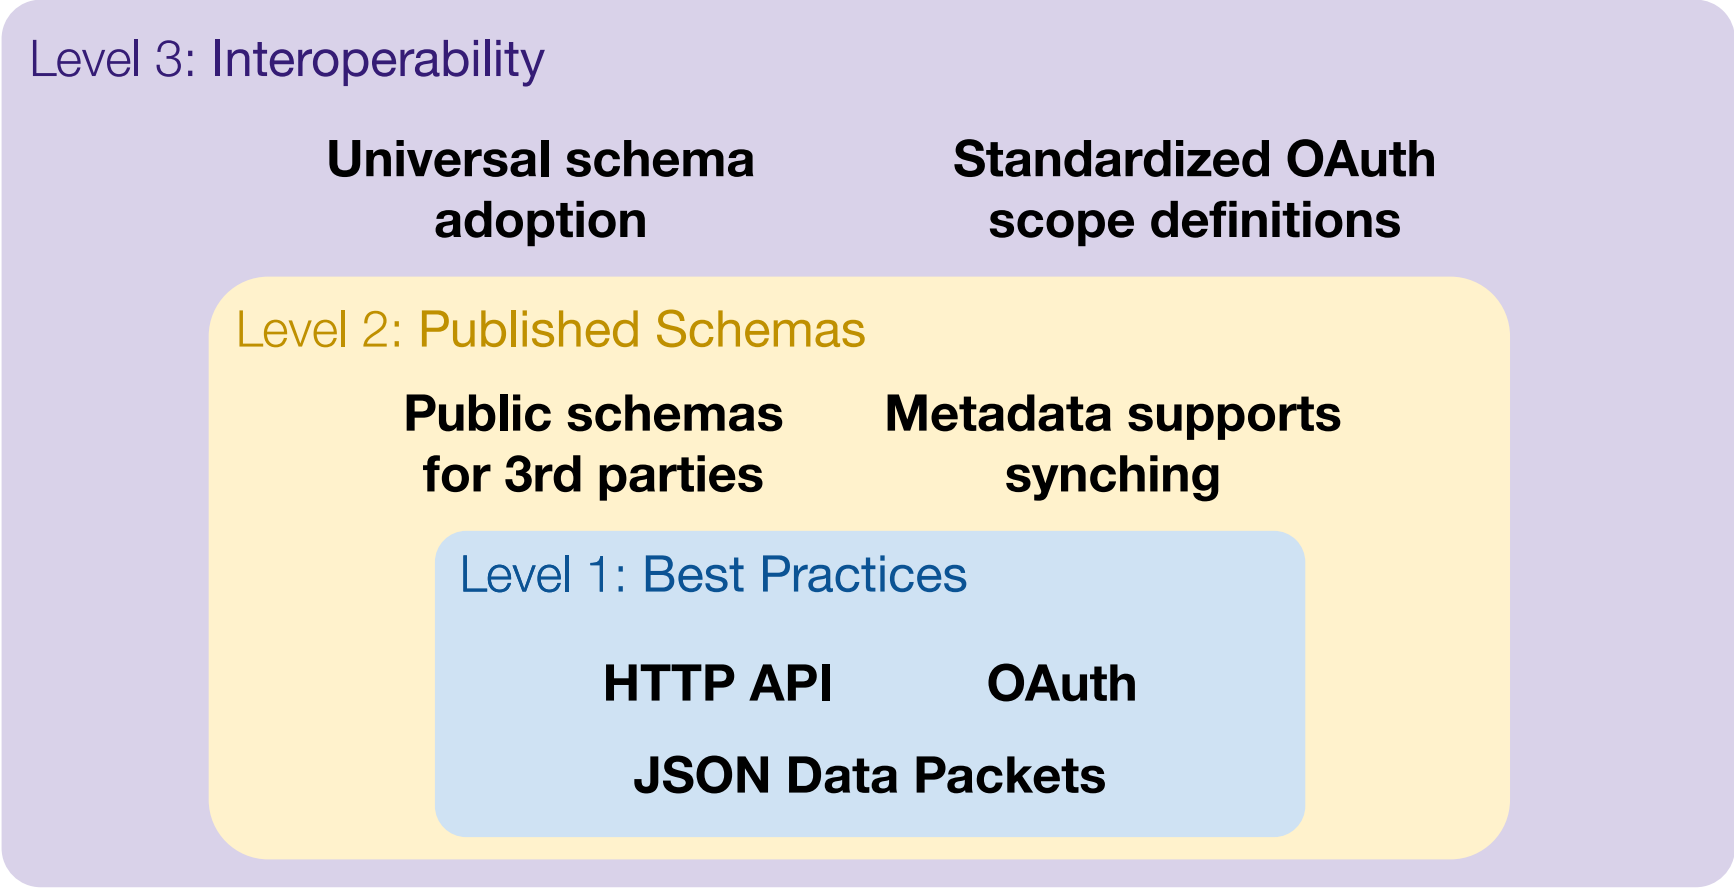 Level 3: Interoperability
Universal schema
adoption
Standardized OAuth
scope definitions
Level 2: Published Schemas
Public schemas
for 3rd parties
Metadata supports
synching
Level 1: Best Practices
HTTP API
OAuth
JSON Data Packets